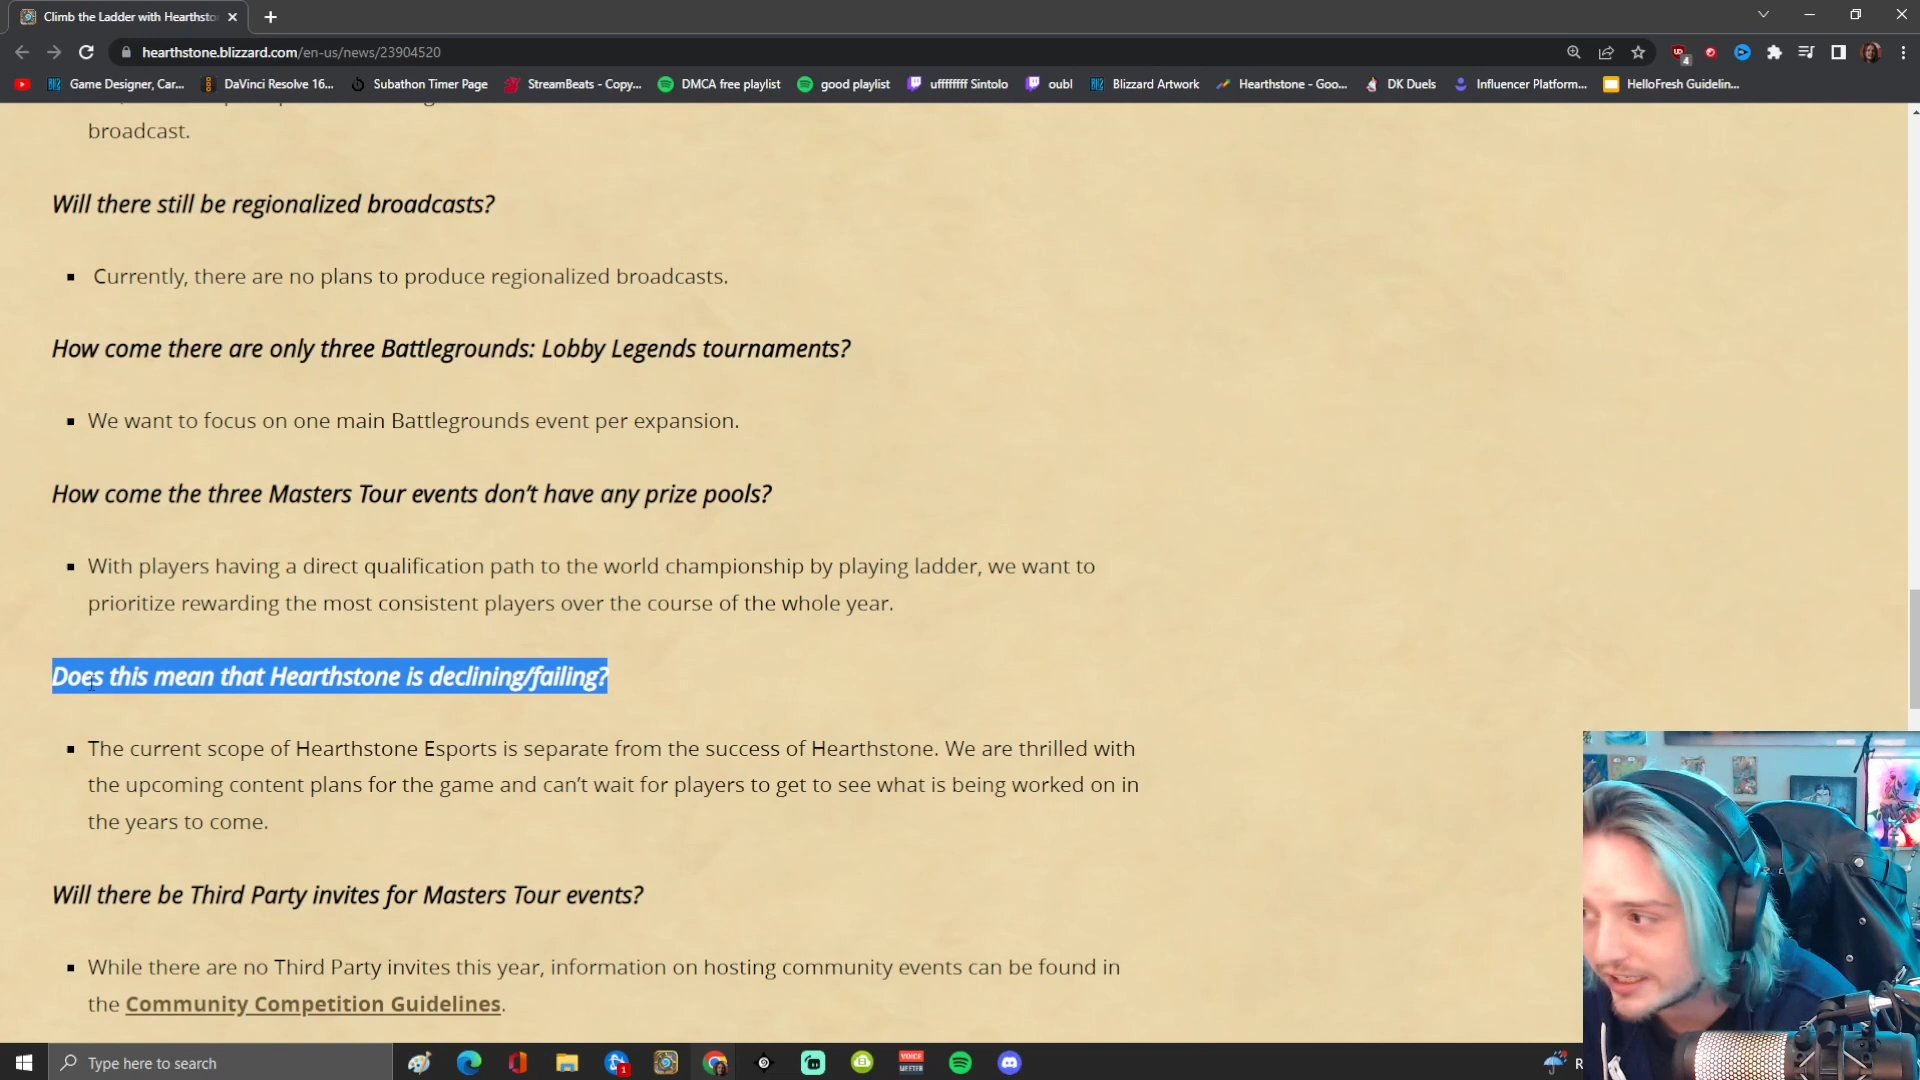 Climb the Ladder with Hearthsto
hearthstone.blizzard.com/en-us/news/23904520
Game Designer, Car... DaVinci Resolve 16... Subathon Timer Page StreamBeats - Copy... DMCA free playlist good playlist uffffffff Sintolo oubl Blizzard Artwork Hearthstone - Goo... DK Duels Influencer Platform... HelloFresh Guidelin...
broadcast.
Will there still be regionalized broadcasts?
▪ Currently, there are no plans to produce regionalized broadcasts.
How come there are only three Battlegrounds: Lobby Legends tournaments?
▪ We want to focus on one main Battlegrounds event per expansion.
How come the three Masters Tour events don't have any prize pools?
▪ With players having a direct qualification path to the world championship by playing ladder, we want to
prioritize rewarding the most consistent players over the course of the whole year.
Does this mean that Hearthstone is declining/failing?
▪ The current scope of Hearthstone Esports is separate from the success of Hearthstone. We are thrilled with
the upcoming content plans for the game and can't wait for players to get to see what is being worked on in
the years to come.
Will there be Third Party invites for Masters Tour events?
▪ While there are no Third Party invites this year, information on hosting community events can be found in
the Community Competition Guidelines.
Type here to search